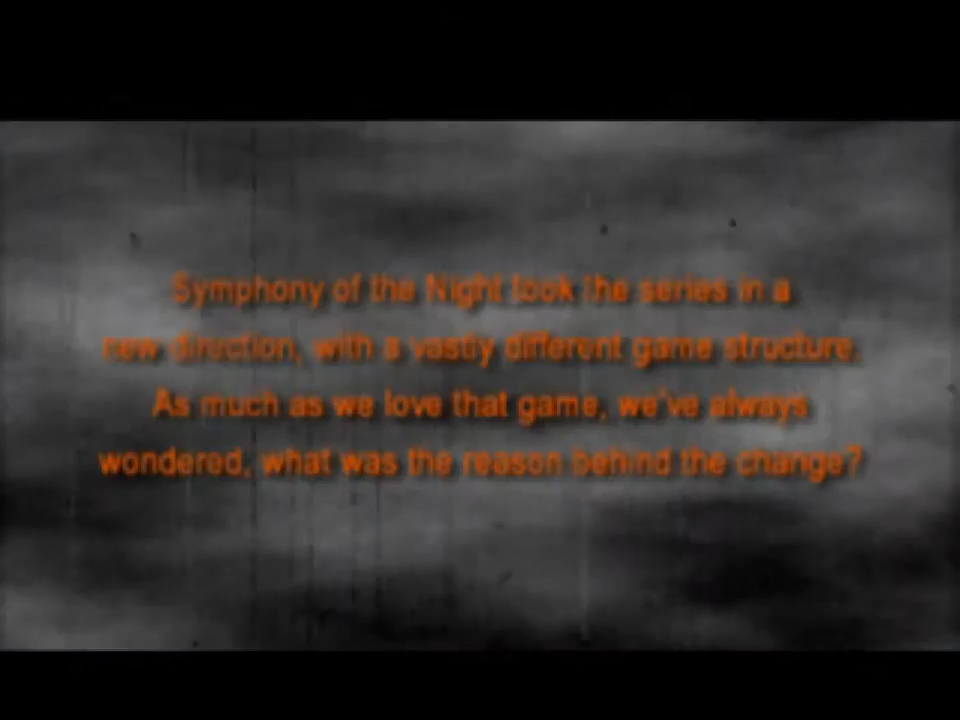 Symphony of the Night took the series in a
new direction, with a vastly different game structure.
As much as we love that game, we've always
wondered, what was the reason behind the change?